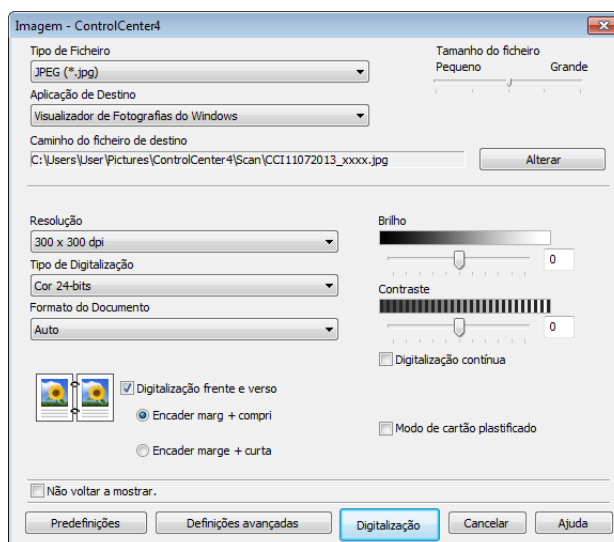 Imagem - ControlCenter4
Tipo de Ficheiro
JPEG (*.jpg)
Tamanho do ficheiro
Pequeno Grande
Aplicação de Destino
Visualizador de Fotografias do Windows
Caminho do ficheiro de destino
C:\Users\User\Pictures\ControlCenter4\Scan\CCI11072013_xxxx.jpg
Alterar
Resolução
300 x 300 dpi
Tipo de Digitalização
Cor 24-bits
Formato do Documento
Auto
Brilho
0
Contraste
0
Digitalização contínua
Digitalização frente e verso
Encader marg + compri
Encader marge + curta
Modo de cartão plastificado
Não voltar a mostrar.
Predefinições Definições avançadas Digitalização Cancelar Ajuda